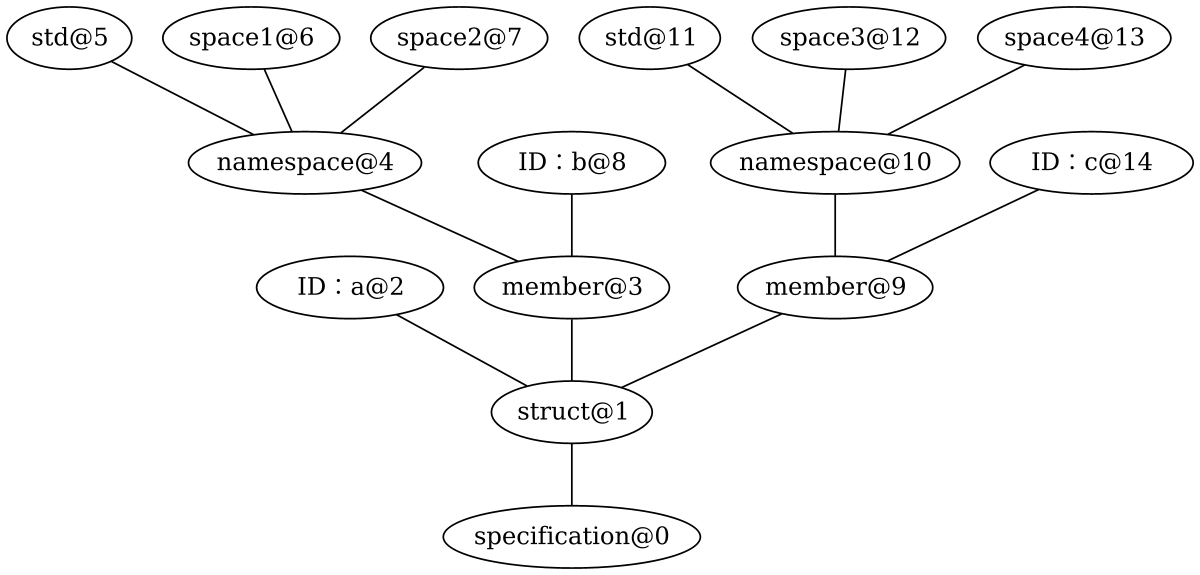 std@5
space1@6
space2@7
std@11
space3@12
space4@13
namespace@4
ID：b@8
namespace@10
ID：c@14
ID：a@2
member@3
member@9
struct@1
specification@0